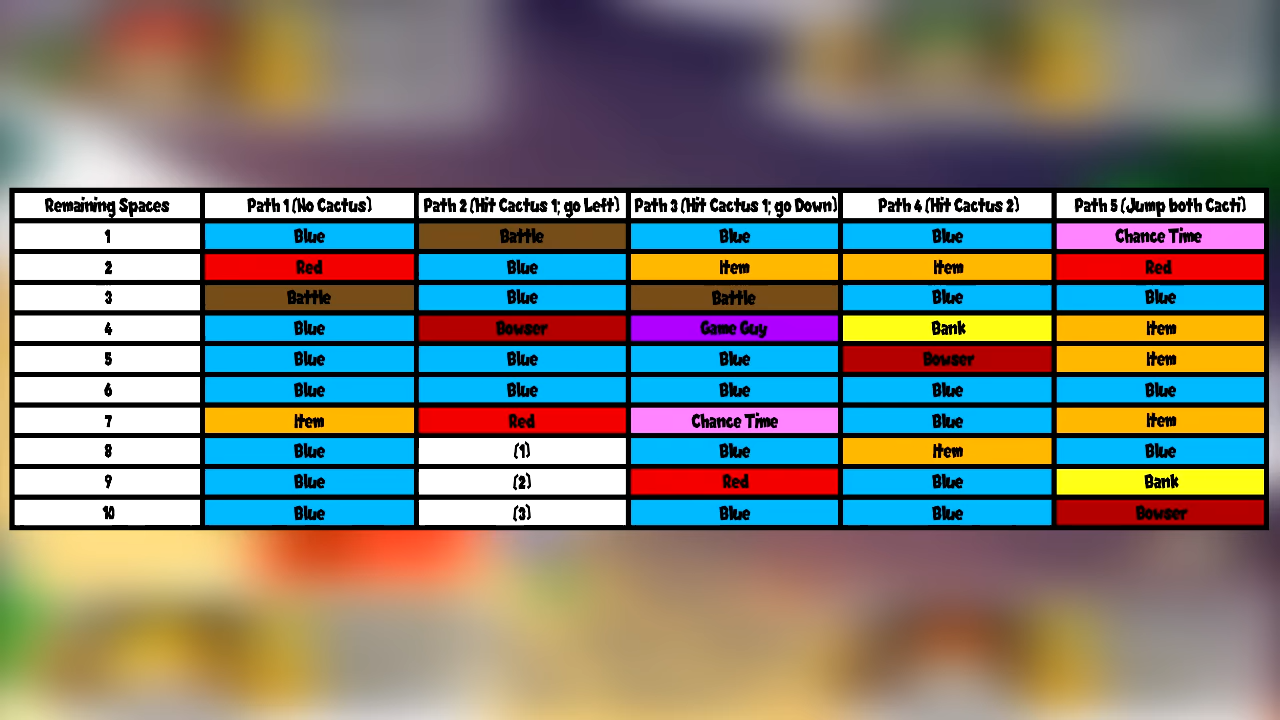 Remaining Spaces Path 1 (No Cactus) Path 2 (Hit Cactus 1; go Left) Path 3 (Hit Cactus 1; go Down) Path 4 (Hit Cactus 2) Path 5 (Jump both Cacti)
1 Blue Battle Blue Blue Chance Time
2 Red Blue Item Item Red
3 Battle Blue Battle Blue Blue
4 Blue Bowser Game Guy Bank Item
5 Blue Blue Blue Bowser Item
6 Blue Blue Blue Blue Blue
7 Item Red Chance Time Blue Item
8 Blue (1) Blue Item Blue
9 Blue (2) Red Blue Bank
10 Blue (3) Blue Blue Bowser